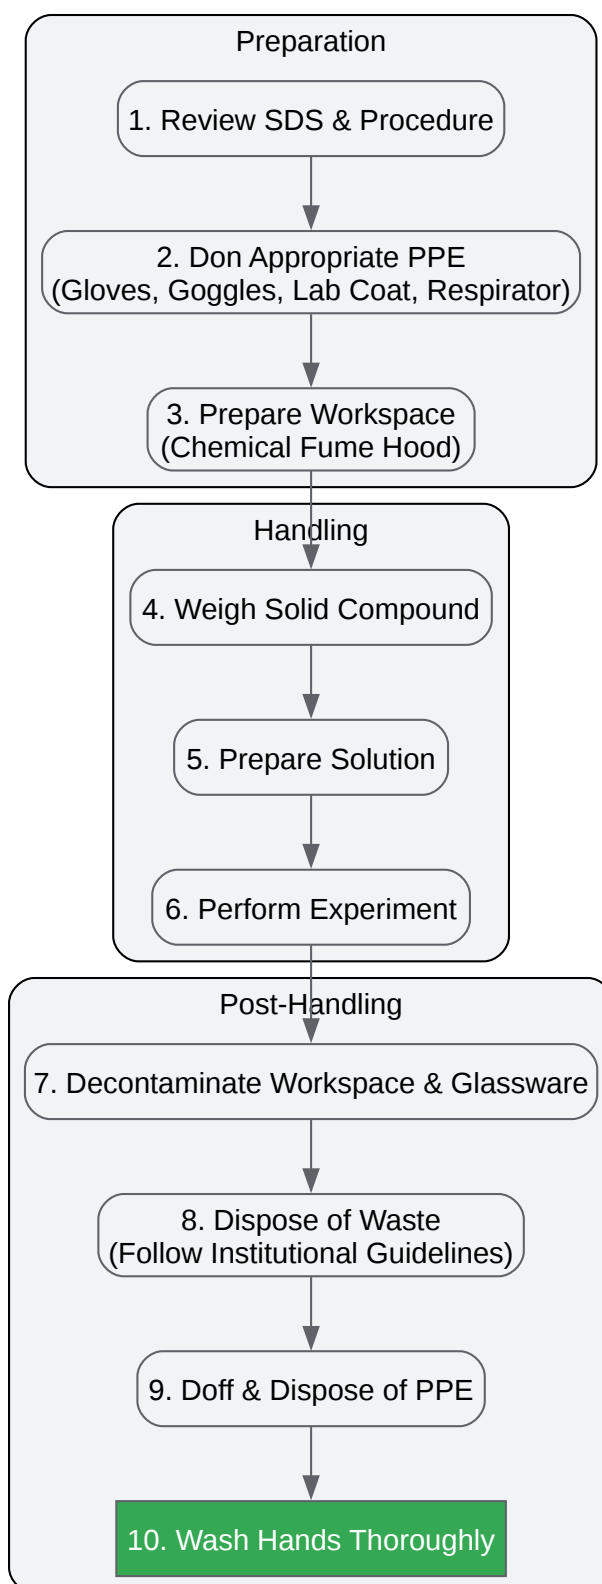 Preparation
1. Review SDS & Procedure
2. Don Appropriate PPE
(Gloves, Goggles, Lab Coat, Respirator)
3. Prepare Workspace
(Chemical Fume Hood)
Handling
4. Weigh Solid Compound
5. Prepare Solution
6. Perform Experiment
Post-Handling
7. Decontaminate Workspace & Glassware
8. Dispose of Waste
(Follow Institutional Guidelines)
9. Doff & Dispose of PPE
10. Wash Hands Thoroughly